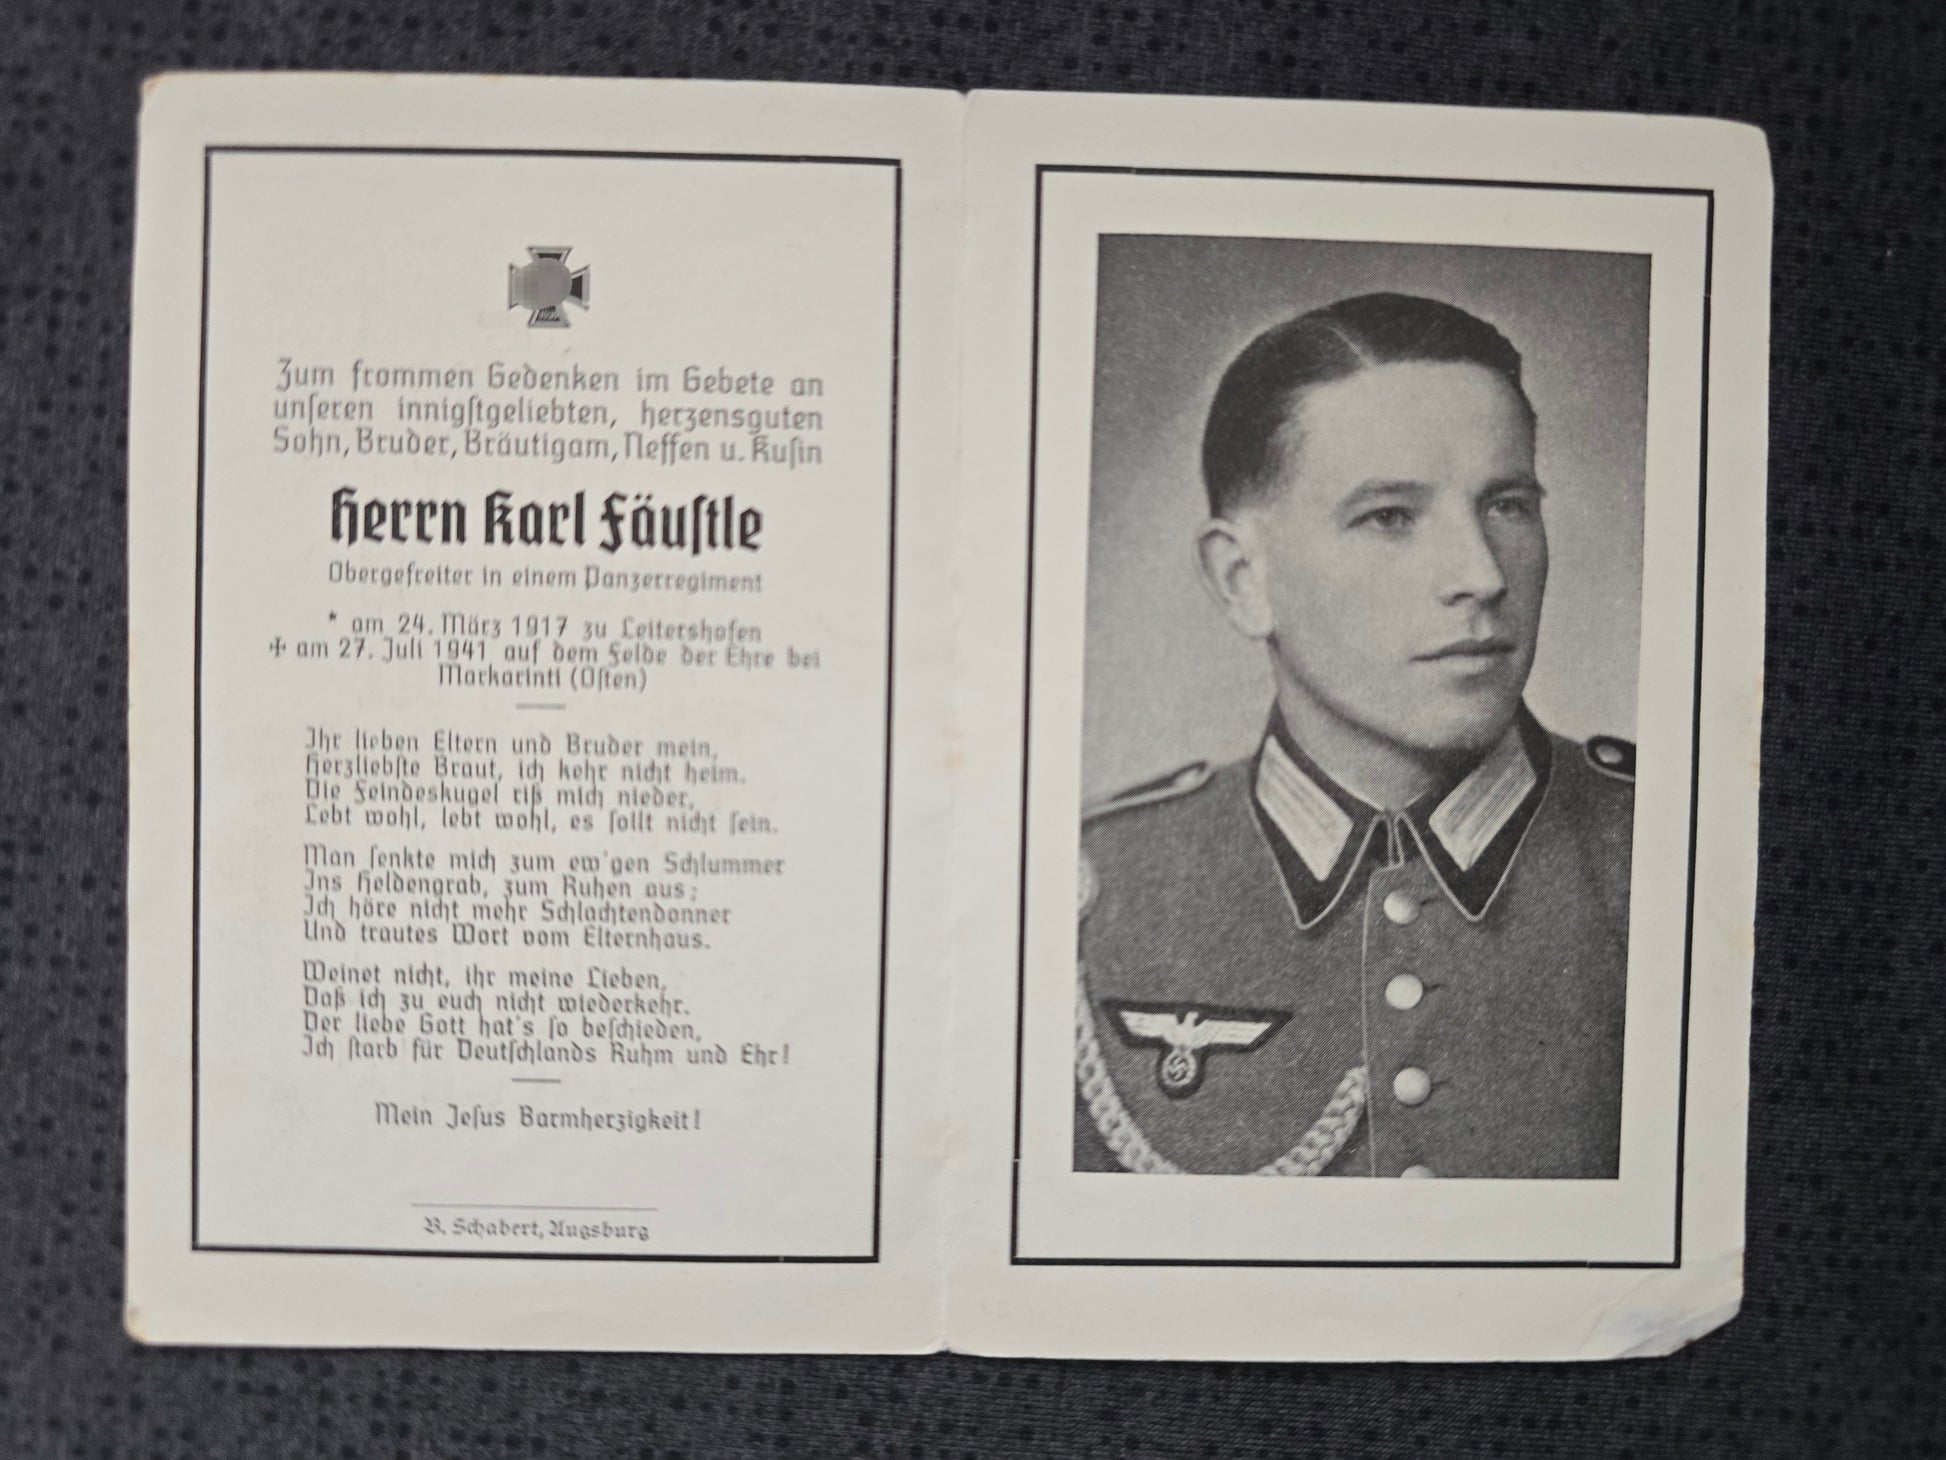 Zum frommen Gedenken im Gebete an
unseren innigstgeliebten, herzensguten
Sohn, Bruder, Bräutigam, Neffen u. Kusin
Herrn Karl Fäustle
Obergefreiter in einem Panzerregiment
* am 24. März 1917 zu Leitershofen
✠ am 27. Juli 1941 auf dem Felde der Ehre bei
Markarinti (Osten)
Ihr lieben Eltern und Bruder mein,
Herzliebste Braut, ich kehr nicht heim.
Die Feindeskugel riß mich nieder,
Lebt wohl, lebt wohl, es sollt nicht sein.
Man senkte mich zum ew'gen Schlummer
Ins Heldengrab, zum Ruhen aus;
Ich höre nicht mehr Schlachtendonner
Und trautes Wort vom Elternhaus.
Weinet nicht, ihr meine Lieben,
Daß ich zu euch nicht wiederkehr.
Der liebe Gott hat's so beschieden,
Ich starb für Deutschlands Ruhm und Ehr!
Mein Jesus Barmherzigkeit!
B. Schabert, Augsburg